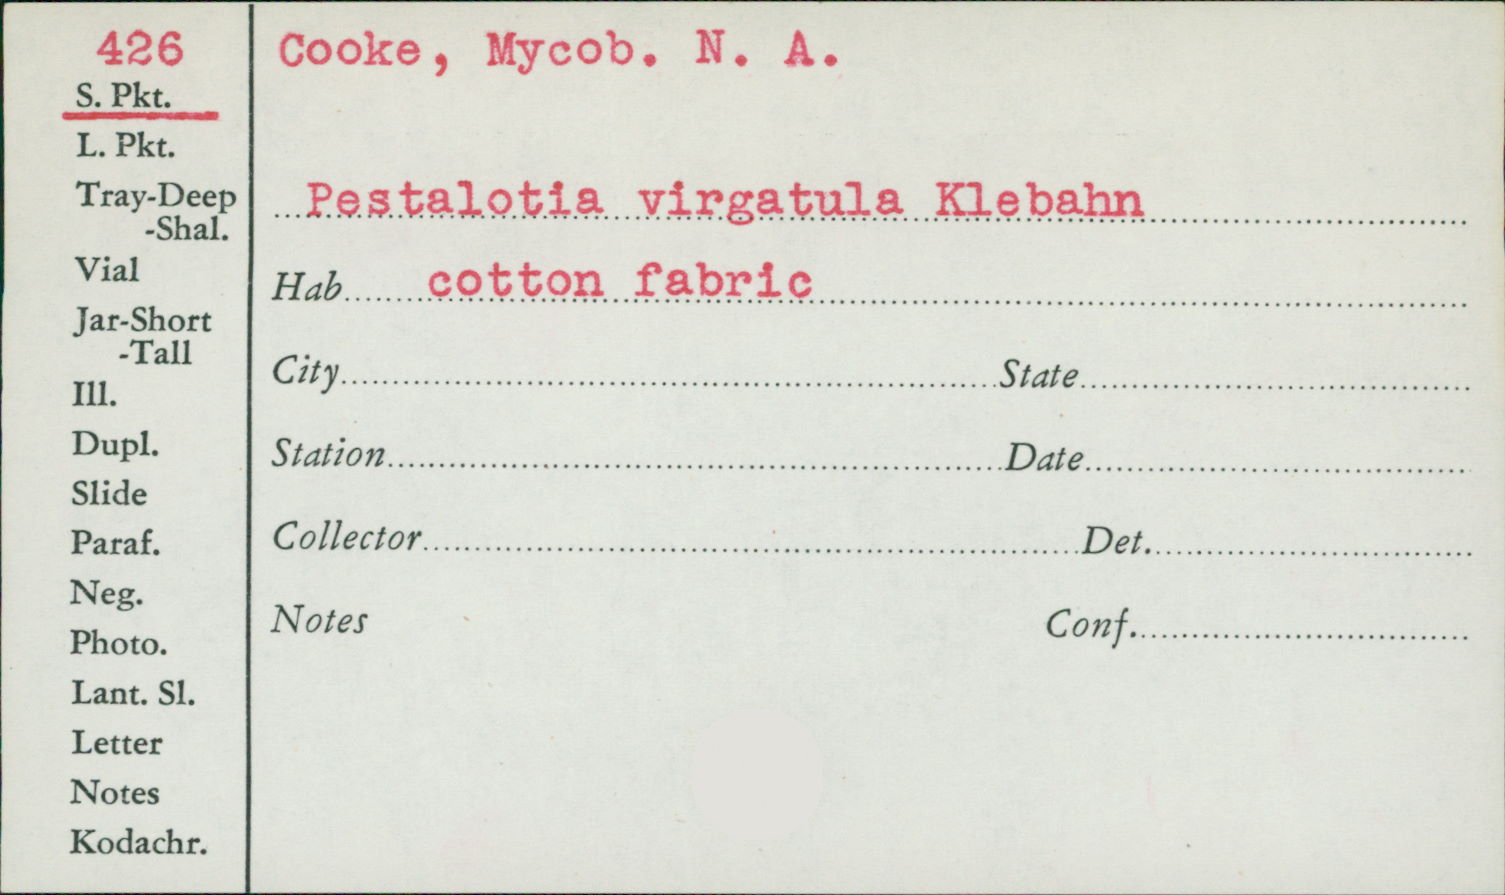 426
S. Pkt.
L. Pkt.
Tray-Deep
-Shal.
Vial
Jar-Short
-Tall
Ill.
Dupl.
Slide
Paraf.
Neg.
Photo.
Lant. Sl.
Letter
Notes
Kodachr.
Cooke, Mycob. N. A.
Pestalotia virgatula Klebahn
Hab cotton fabric
City State
Station Date
Collector Det.
Notes Conf.